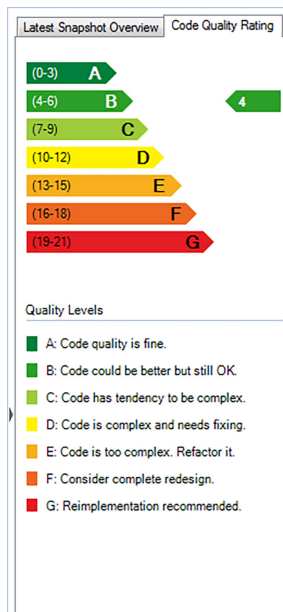 Latest Snapshot Overview Code Quality Rating
(0-3) A
(4-6) B 4
(7-9) C
(10-12) D
(13-15) E
(16-18) F
(19-21) G
Quality Levels
A: Code quality is fine.
B: Code could be better but still OK.
C: Code has tendency to be complex.
D: Code is complex and needs fixing.
E: Code is too complex. Refactor it.
F: Consider complete redesign.
G: Reimplementation recommended.